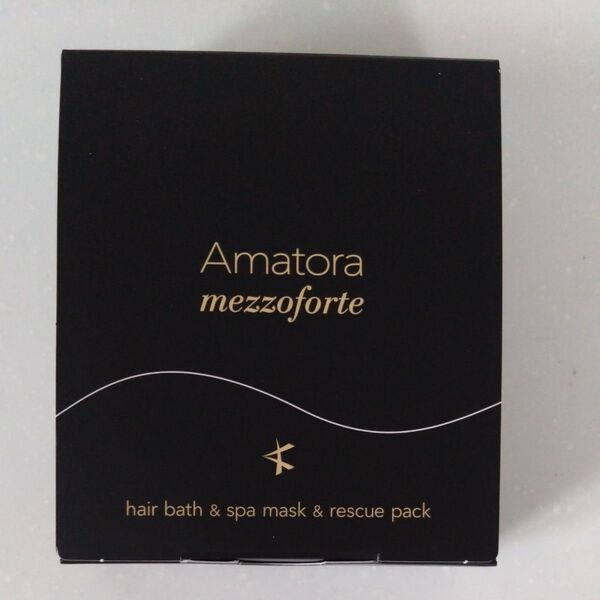 Amatora
mezzoforte
hair bath & spa mask & rescue pack